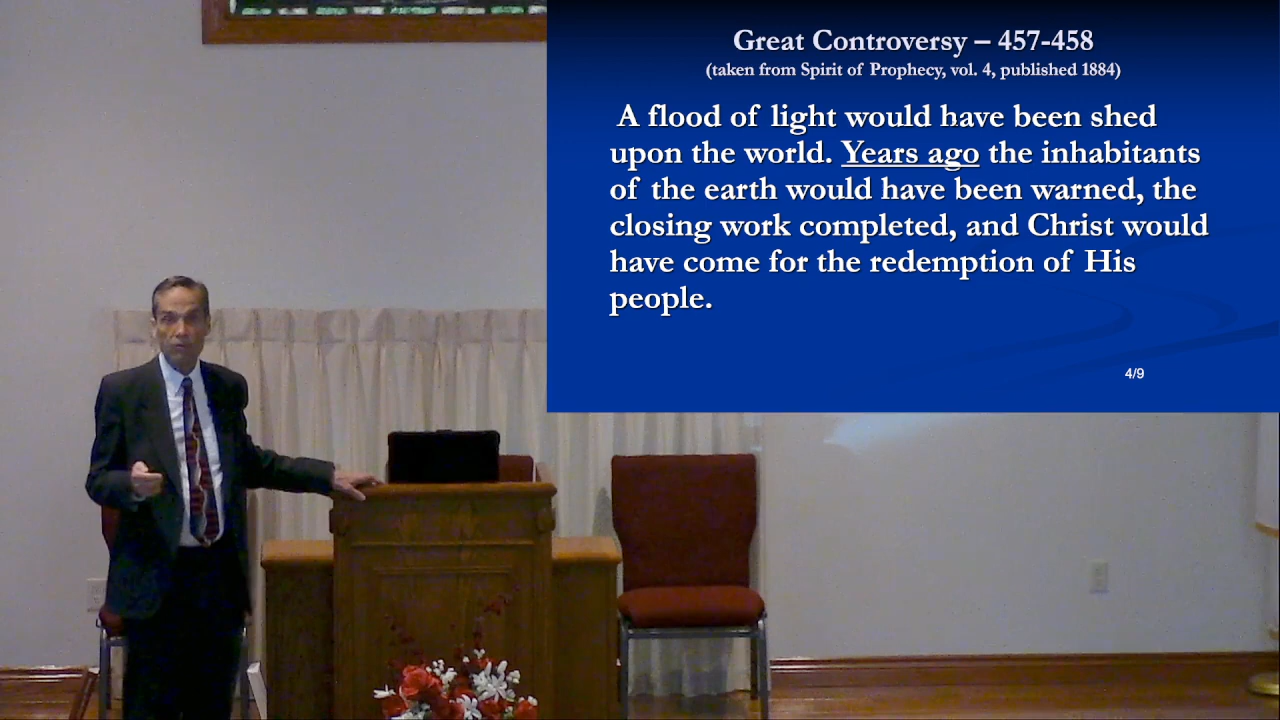 Great Controversy – 457-458
(taken from Spirit of Prophecy, vol. 4, published 1884)
A flood of light would have been shed
upon the world. Years ago the inhabitants
of the earth would have been warned, the
closing work completed, and Christ would
have come for the redemption of His
people.
4/9